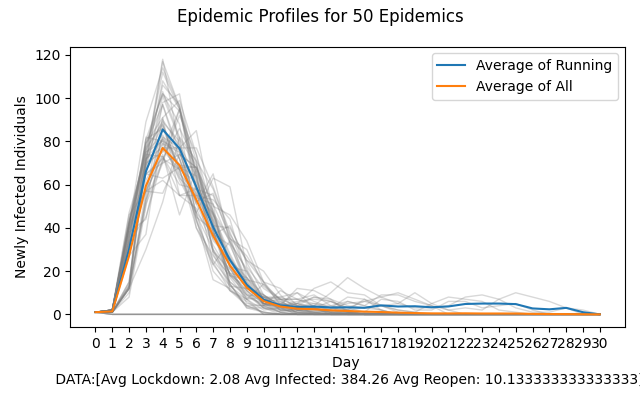 Epidemic Profiles for 50 Epidemics
Average of Running
Average of All
120
100
80
60
40
20
0
Newly Infected Individuals
0 1 2 3 4 5 6 7 8 9 10 11 12 13 14 15 16 17 18 19 20 21 22 23 24 25 26 27 28 29 30
Day
DATA:[Avg Lockdown: 2.08 Avg Infected: 384.26 Avg Reopen: 10.133333333333333]